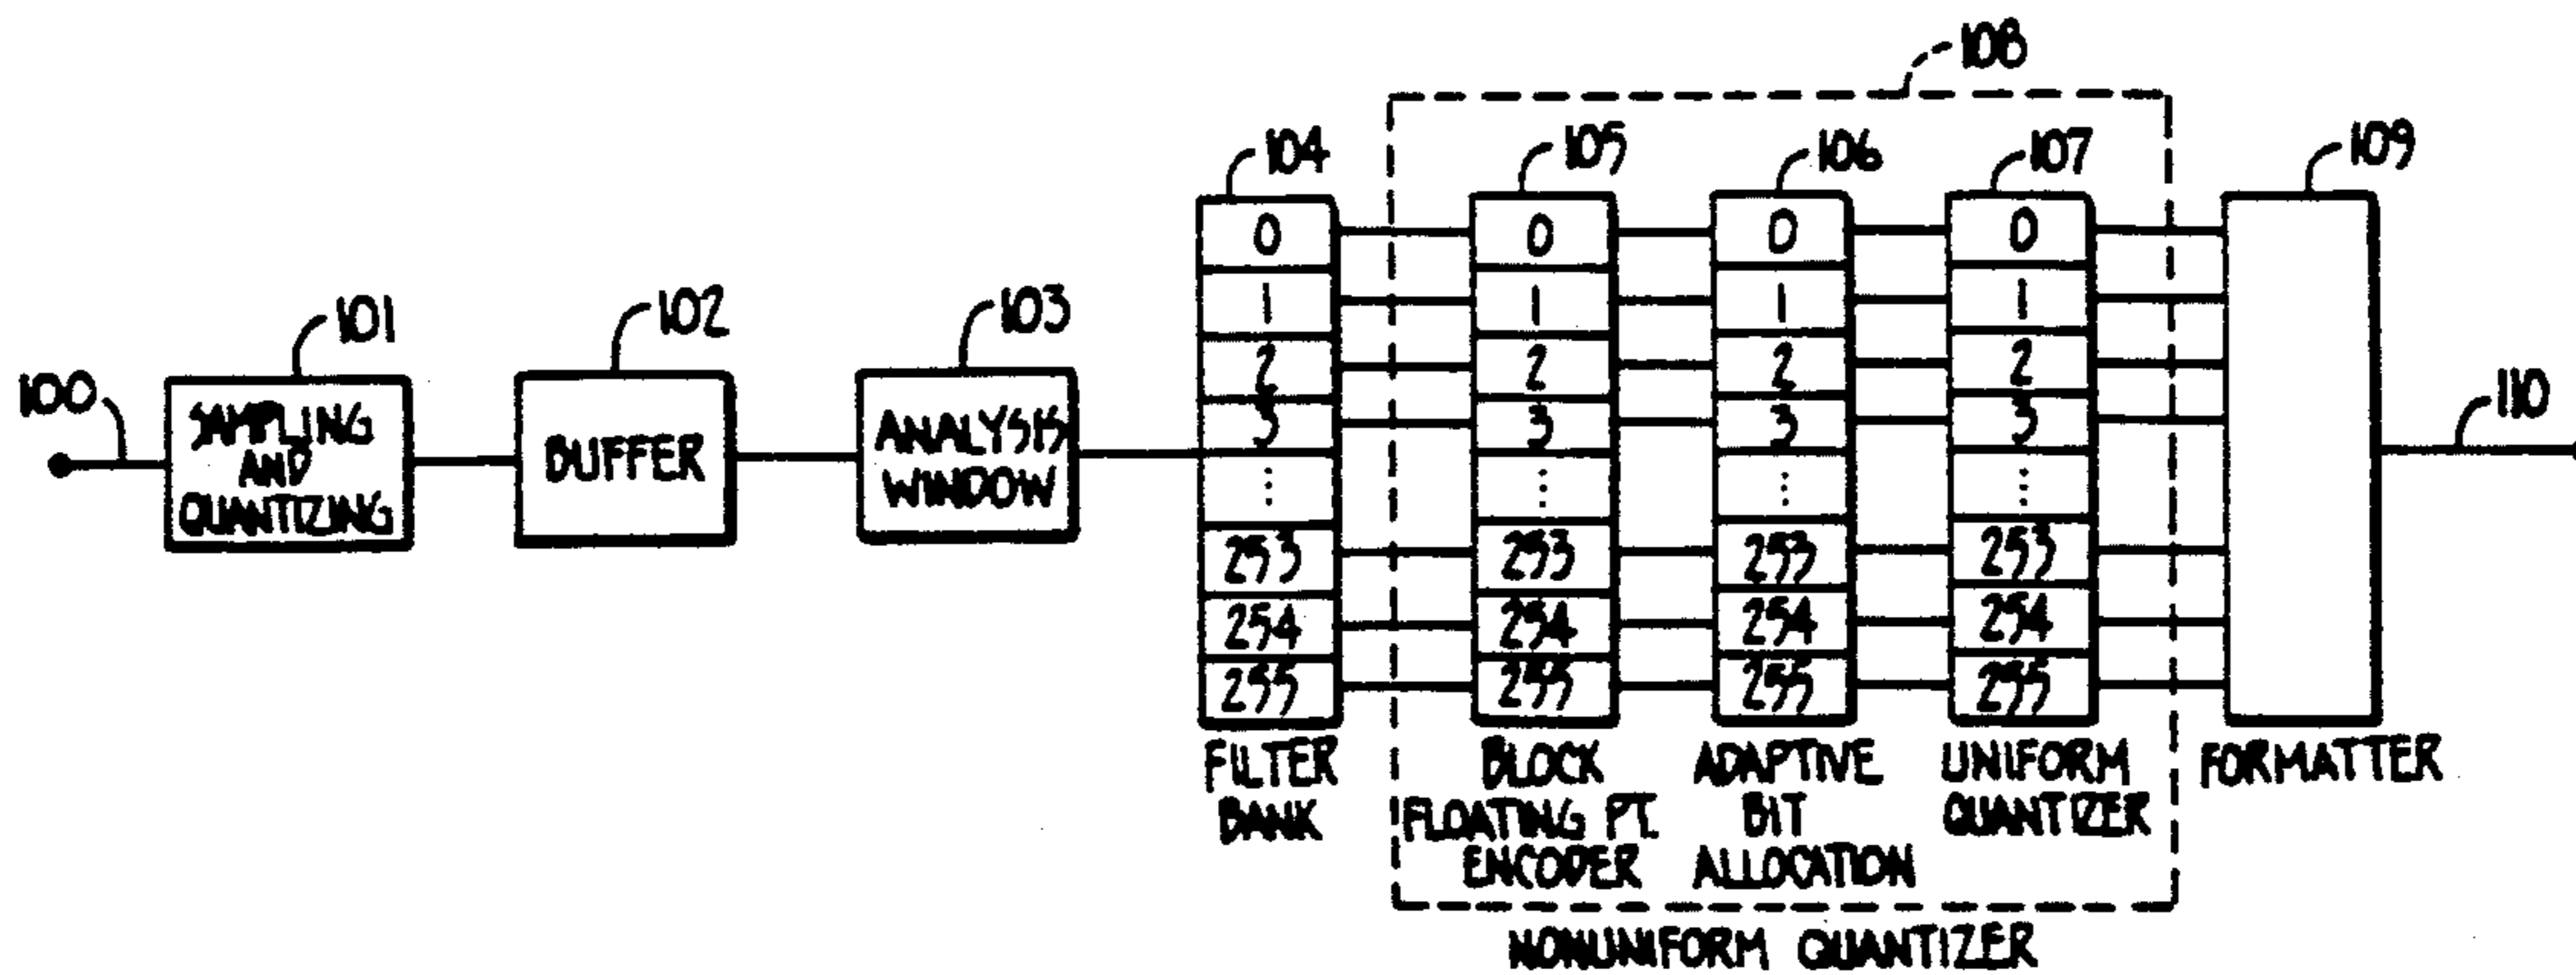 108
104
105
106
107
109
0
0
0
0
101
102
103
1
1
1
1
100
SAMPLING
AND
QUANTIZING
BUFFER
ANALYSIS
WINDOW
2
2
2
2
3
3
3
3
110
⋮
⋮
⋮
⋮
253
253
253
253
254
254
254
254
255
255
255
255
FILTER
BANK
BLOCK
FLOATING PT.
ENCODER
ADAPTIVE
BIT
ALLOCATION
UNIFORM
QUANTIZER
FORMATTER
NONUNIFORM QUANTIZER